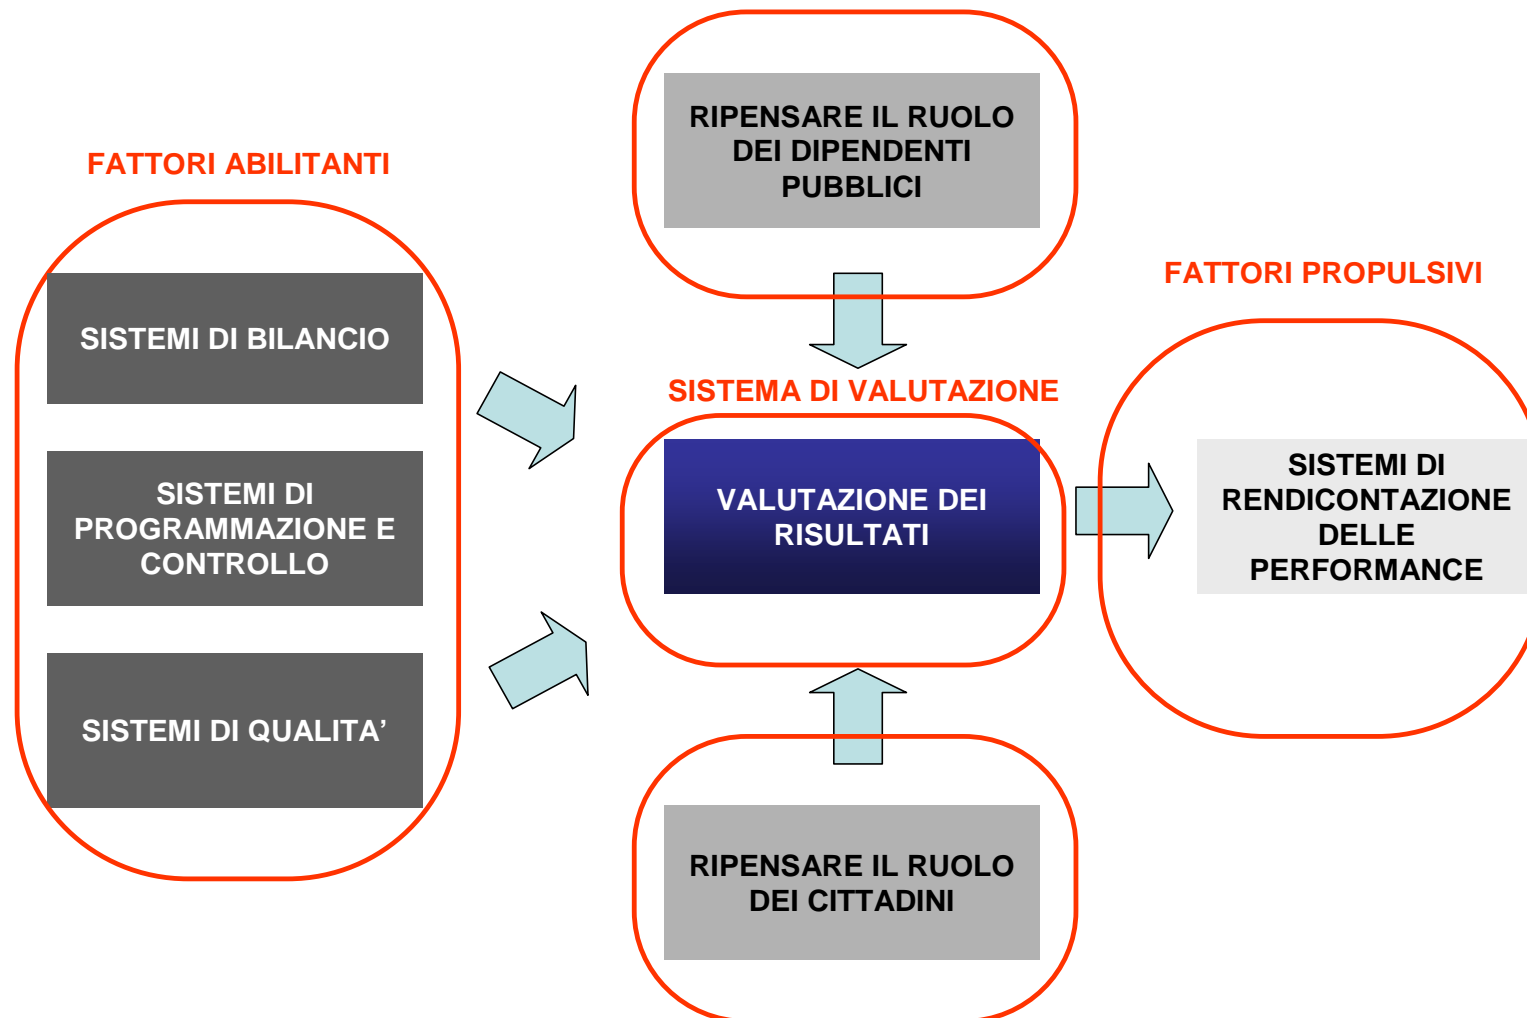 RIPENSARE IL RUOLO
DEI DIPENDENTI
PUBBLICI
FATTORI ABILITANTI
SISTEMI DI BILANCIO
SISTEMI DI
PROGRAMMAZIONE E
CONTROLLO
SISTEMI DI QUALITA’
SISTEMA DI VALUTAZIONE
VALUTAZIONE DEI
RISULTATI
RIPENSARE IL RUOLO
DEI CITTADINI
FATTORI PROPULSIVI
SISTEMI DI
RENDICONTAZIONE
DELLE
PERFORMANCE